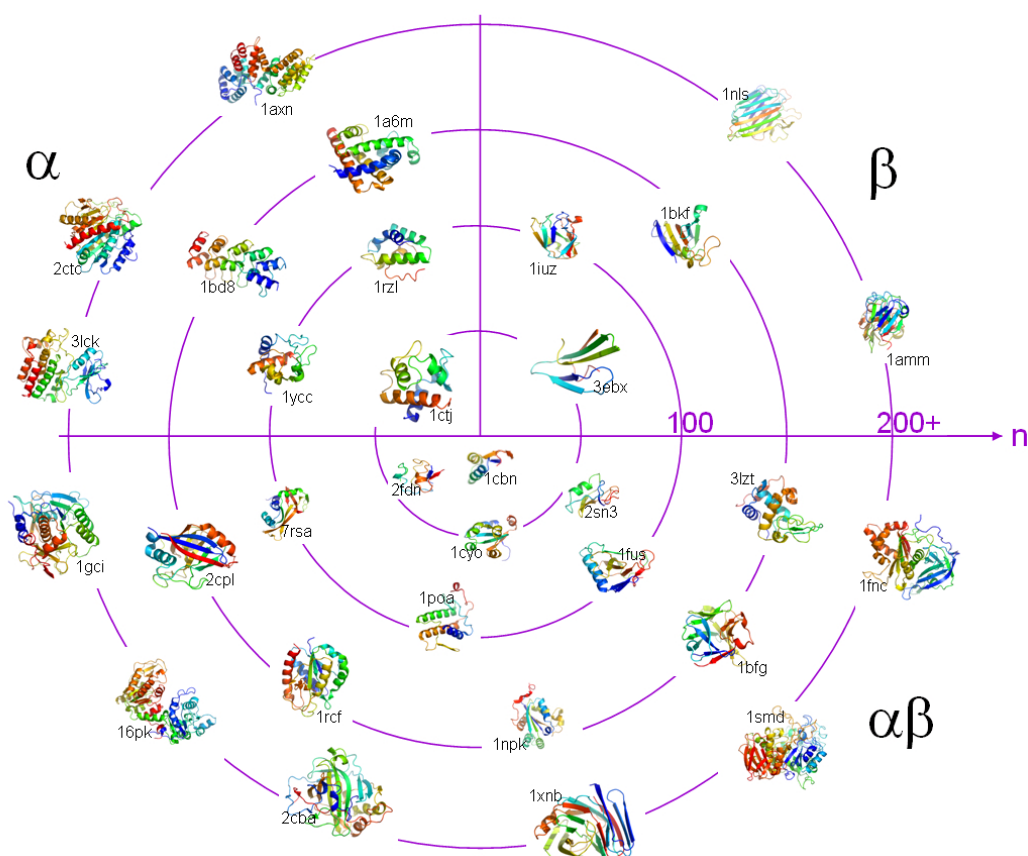 1nls
1axn
1a6m
α
β
1bkf
2ctc
1bd8
1rzl
1iuz
3lck
1amm
1ycc
1ctj
3ebx
100
200+
n
1cbn
2fdn
3lzt
2sn3
7rsa
1cyo
1fus
1gci
2cpl
1fnc
1poa
1bfg
1rcf
1smd
αβ
16pk
1npk
1xnb
2cba